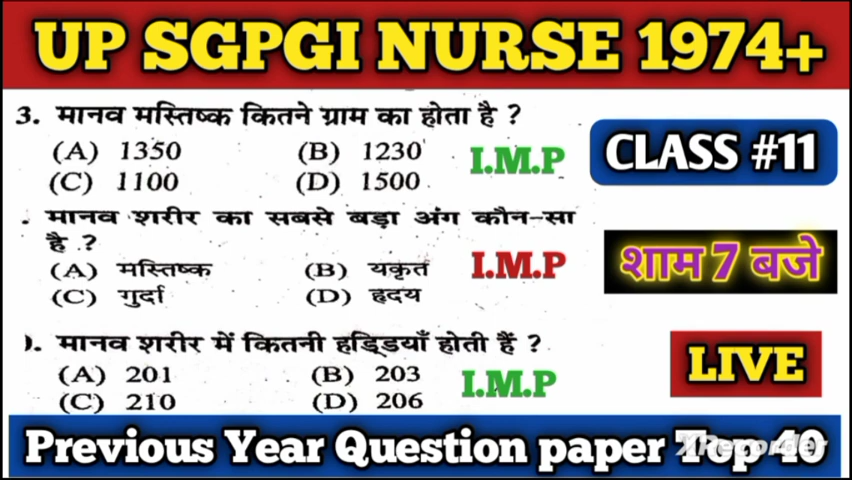 UP SGPGI NURSE 1974+
3. मानव मस्तिष्क कितने ग्राम का होता है ?
(A) 1350 (B) 1230
(C) 1100 (D) 1500
I.M.P
CLASS #11
. मानव शरीर का सबसे बड़ा अंग कौन-सा
है ?
(A) मस्तिष्क (B) यकृत
(C) गुर्दा (D) हृदय
I.M.P
शाम 7 बजे
). मानव शरीर में कितनी हड्डियाँ होती हैं ?
(A) 201 (B) 203
(C) 210 (D) 206
I.M.P
LIVE
Previous Year Question paper Top 40
XRecorder